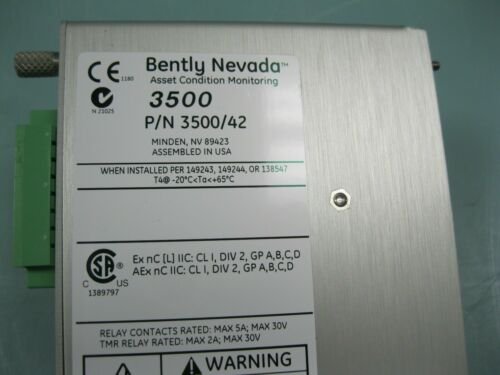 CE 1180
Bently Nevada™
Asset Condition Monitoring
N 21025
3500
P/N 3500/42
MINDEN, NV 89423
ASSEMBLED IN USA
WHEN INSTALLED PER 149243, 149244, OR 138547
T4@ -20°C<Ta<+65°C
SA
C US
1389797
Ex nC [L] IIC: CL I, DIV 2, GP A,B,C,D
AEx nC IIC: CL I, DIV 2, GP A,B,C,D
RELAY CONTACTS RATED: MAX 5A; MAX 30V
TMR RELAY RATED: MAX 2A; MAX 30V
WARNING